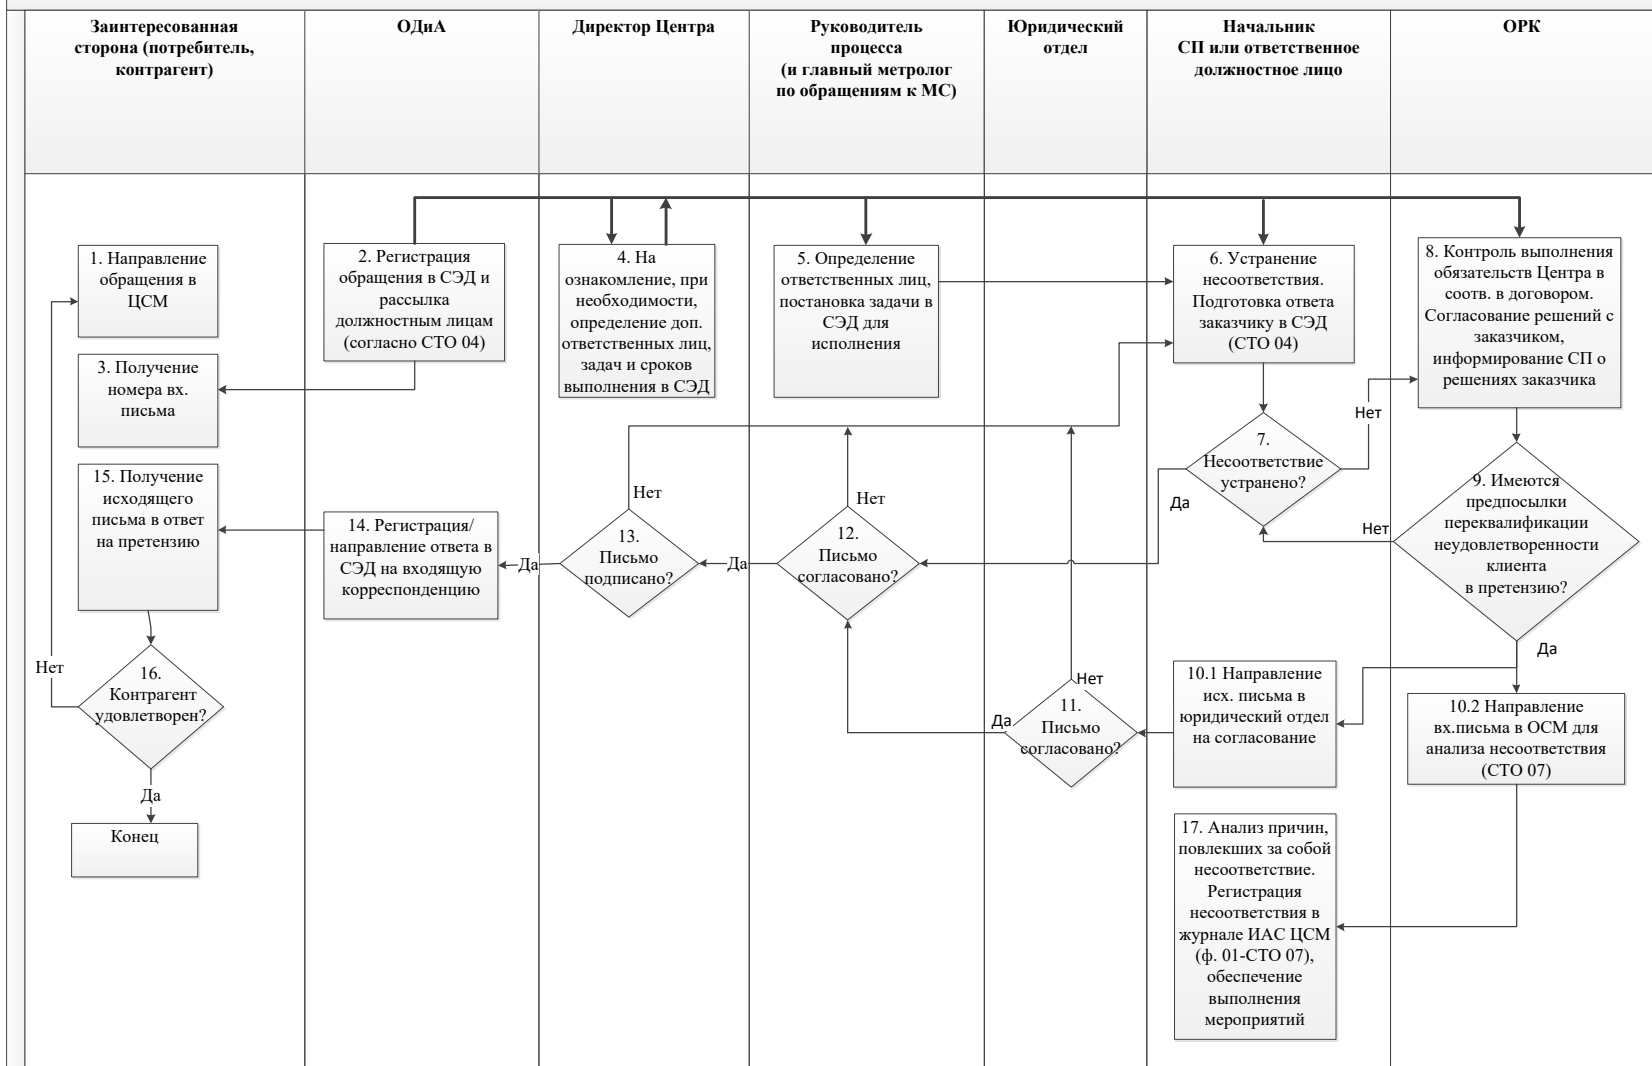 Заинтересованная
сторона (потребитель,
контрагент)
ОДиА
Директор Центра
Руководитель
процесса
(и главный метролог
по обращениям к МС)
Юридический
отдел
Начальник
СП или ответственное
должностное лицо
ОРК
1. Направление
обращения в
ЦСМ
2. Регистрация
обращения в СЭД и
рассылка
должностным лицам
(согласно СТО 04)
3. Получение
номера вх.
письма
4. На
ознакомление, при
необходимости,
определение доп.
ответственных лиц,
задач и сроков
выполнения в СЭД
5. Определение
ответственных лиц,
постановка задачи в
СЭД для
исполнения
6. Устранение
несоответствия.
Подготовка ответа
заказчику в СЭД
(СТО 04)
8. Контроль выполнения
обязательств Центра в
соотв. в договором.
Согласование решений с
заказчиком,
информирование СП о
решениях заказчика
7.
Несоответствие
устранено?
Нет
Да
9. Имеются
предпосылки
переквалификации
неудовлетворенности
клиента
в претензию?
Нет
Да
15. Получение
исходящего
письма в ответ
на претензию
14. Регистрация/
направление ответа в
СЭД на входящую
корреспонденцию
Да
13.
Письмо
подписано?
Нет
Да
12.
Письмо
согласовано?
Нет
11.
Письмо
согласовано?
Нет
Да
10.1 Направление
исх. письма в
юридический отдел
на согласование
10.2 Направление
вх.письма в ОСМ для
анализа несоответствия
(СТО 07)
16.
Контрагент
удовлетворен?
Нет
Да
Конец
17. Анализ причин,
повлекших за собой
несоответствие.
Регистрация
несоответствия в
журнале ИАС ЦСМ
(ф. 01-СТО 07),
обеспечение
выполнения
мероприятий